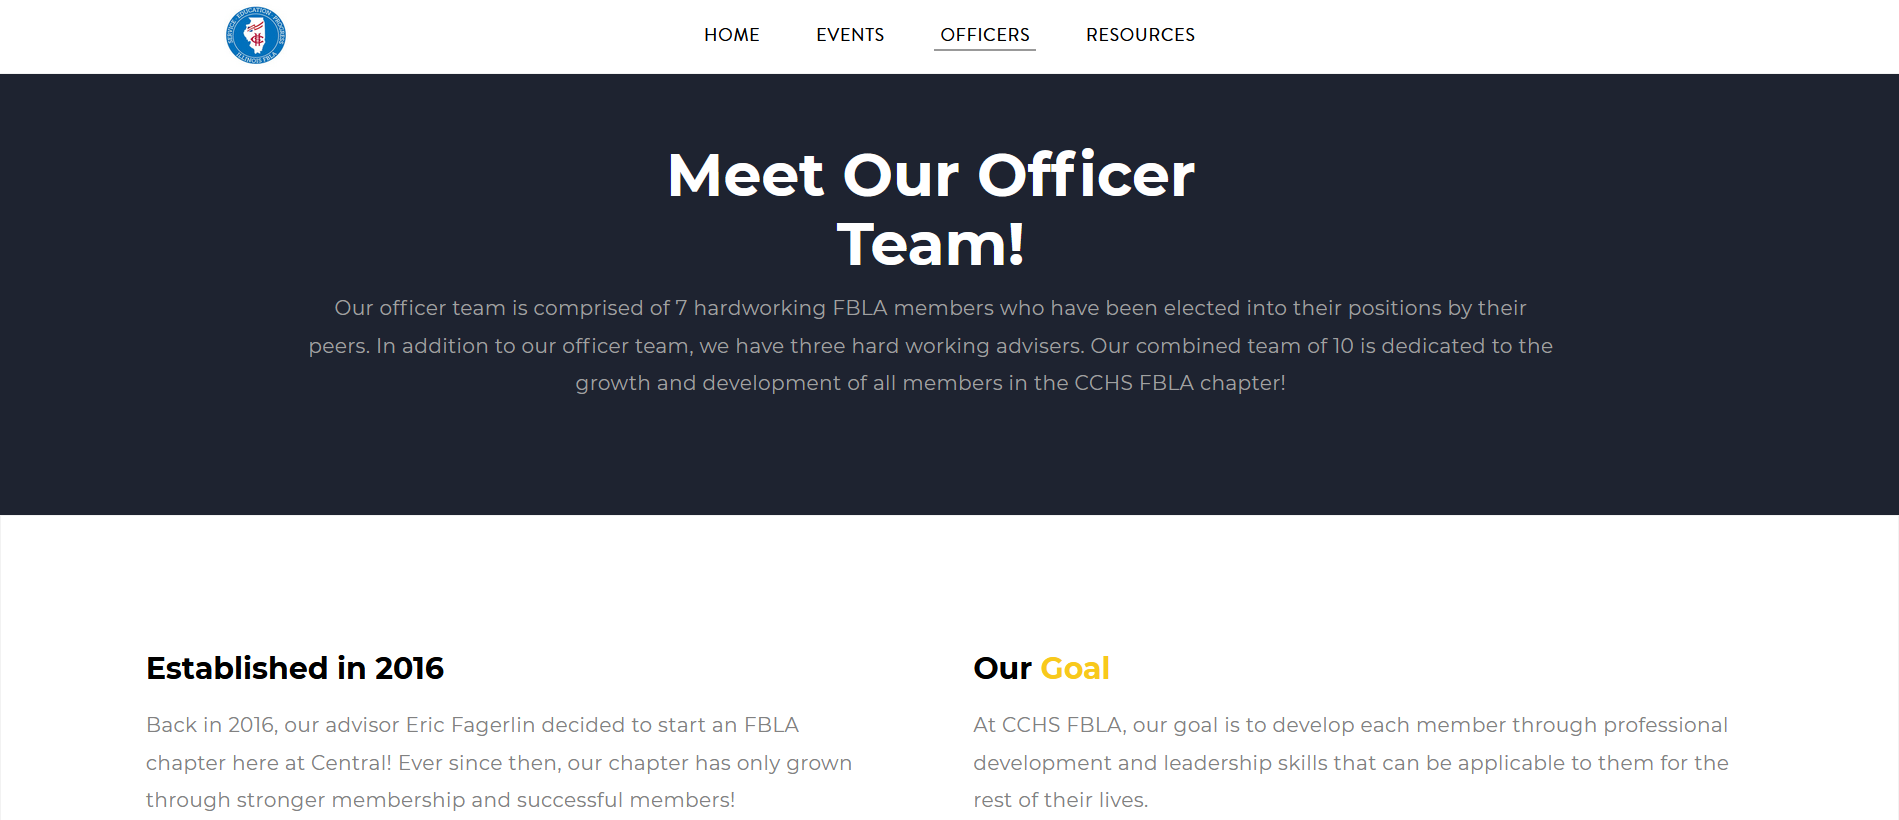 SERVICE EDUCATION PROGRESS
ILLINOIS FBLA
HOME
EVENTS
OFFICERS
RESOURCES
Meet Our Officer
Team!
Our officer team is comprised of 7 hardworking FBLA members who have been elected into their positions by their
peers. In addition to our officer team, we have three hard working advisers. Our combined team of 10 is dedicated to the
growth and development of all members in the CCHS FBLA chapter!
Established in 2016
Back in 2016, our advisor Eric Fagerlin decided to start an FBLA
chapter here at Central! Ever since then, our chapter has only grown
through stronger membership and successful members!
Our Goal
At CCHS FBLA, our goal is to develop each member through professional
development and leadership skills that can be applicable to them for the
rest of their lives.